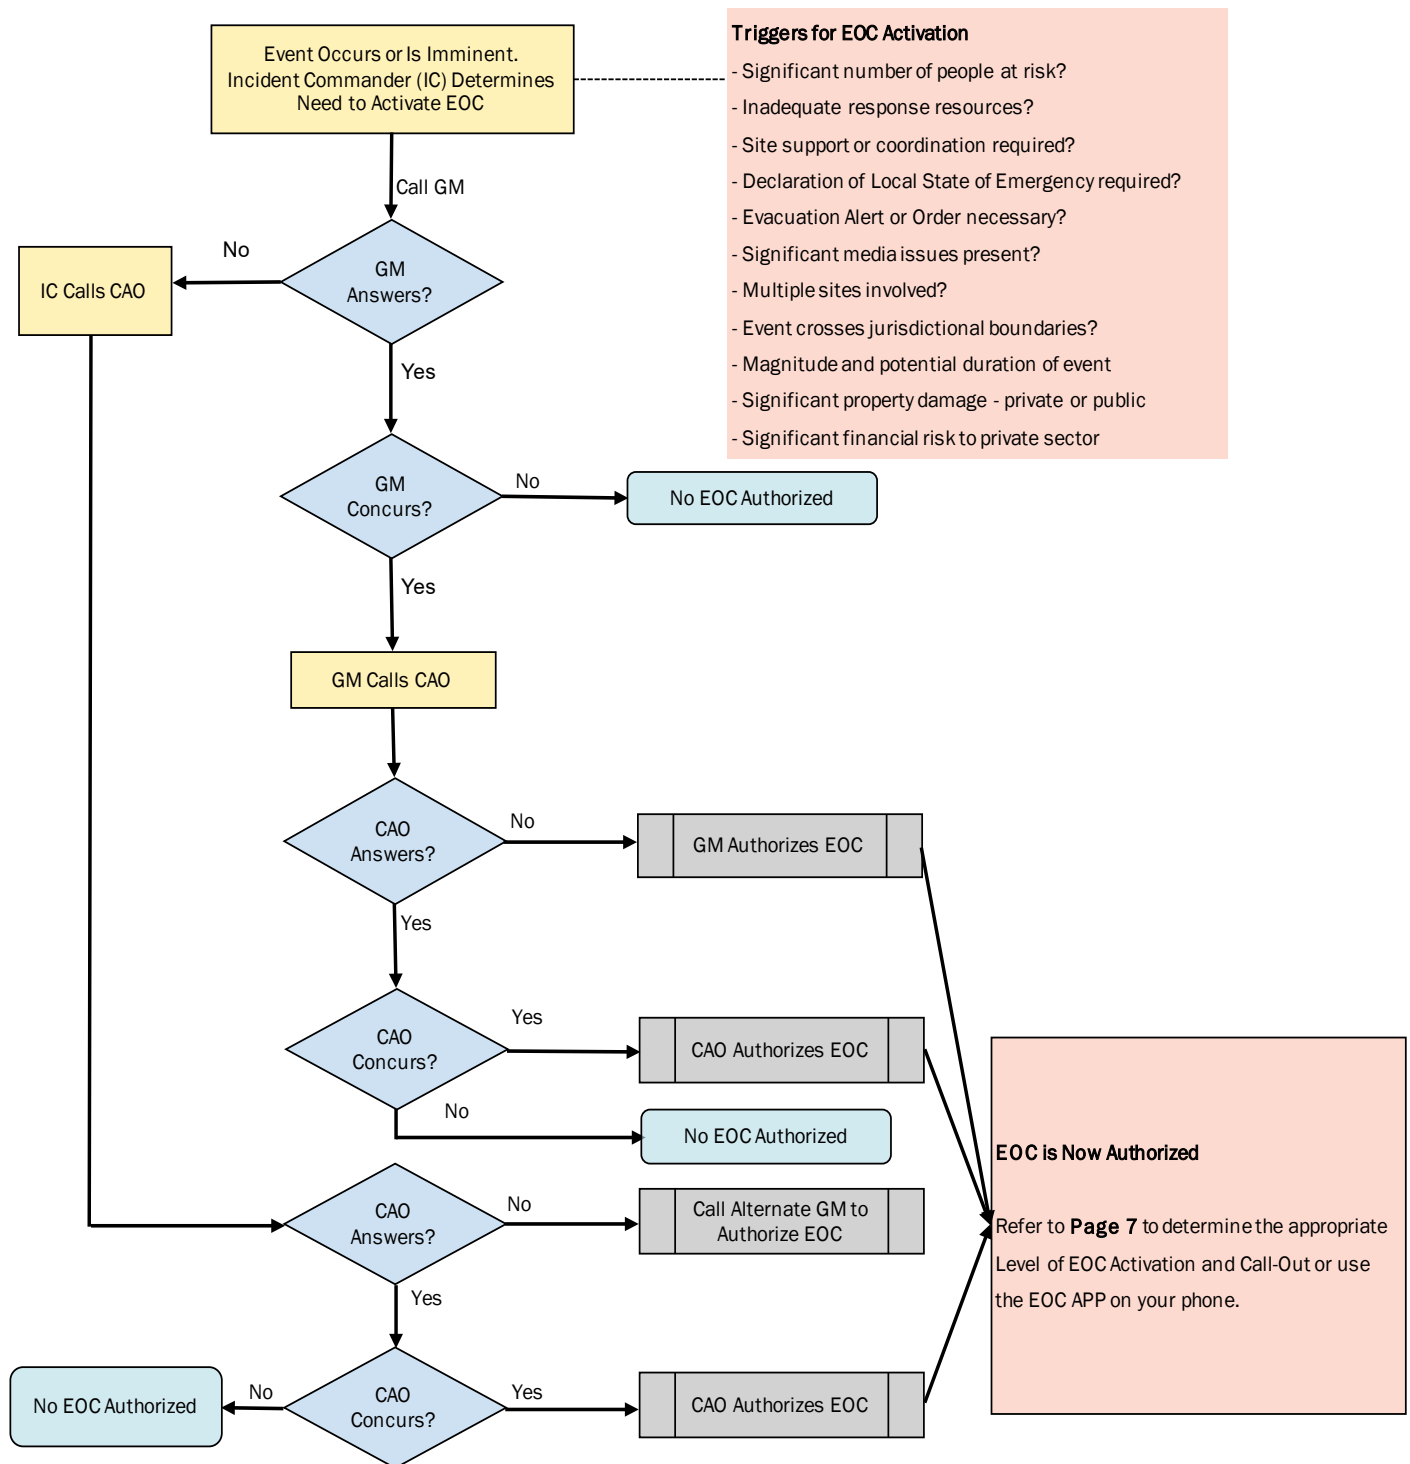 Event Occurs or Is Imminent.
Incident Commander (IC) Determines
Need to Activate EOC
Triggers for EOC Activation
- Significant number of people at risk?
- Inadequate response resources?
- Site support or coordination required?
- Declaration of Local State of Emergency required?
- Evacuation Alert or Order necessary?
- Significant media issues present?
- Multiple sites involved?
- Event crosses jurisdictional boundaries?
- Magnitude and potential duration of event
- Significant property damage - private or public
- Significant financial risk to private sector
Call GM
GM
Answers?
No
IC Calls CAO
Yes
GM
Concurs?
No
No EOC Authorized
Yes
GM Calls CAO
CAO
Answers?
No
GM Authorizes EOC
Yes
CAO
Concurs?
Yes
CAO Authorizes EOC
No
No EOC Authorized
CAO
Answers?
No
Call Alternate GM to
Authorize EOC
Yes
CAO
Concurs?
No
No EOC Authorized
Yes
CAO Authorizes EOC
EOC is Now Authorized
Refer to Page 7 to determine the appropriate
Level of EOC Activation and Call-Out or use
the EOC APP on your phone.